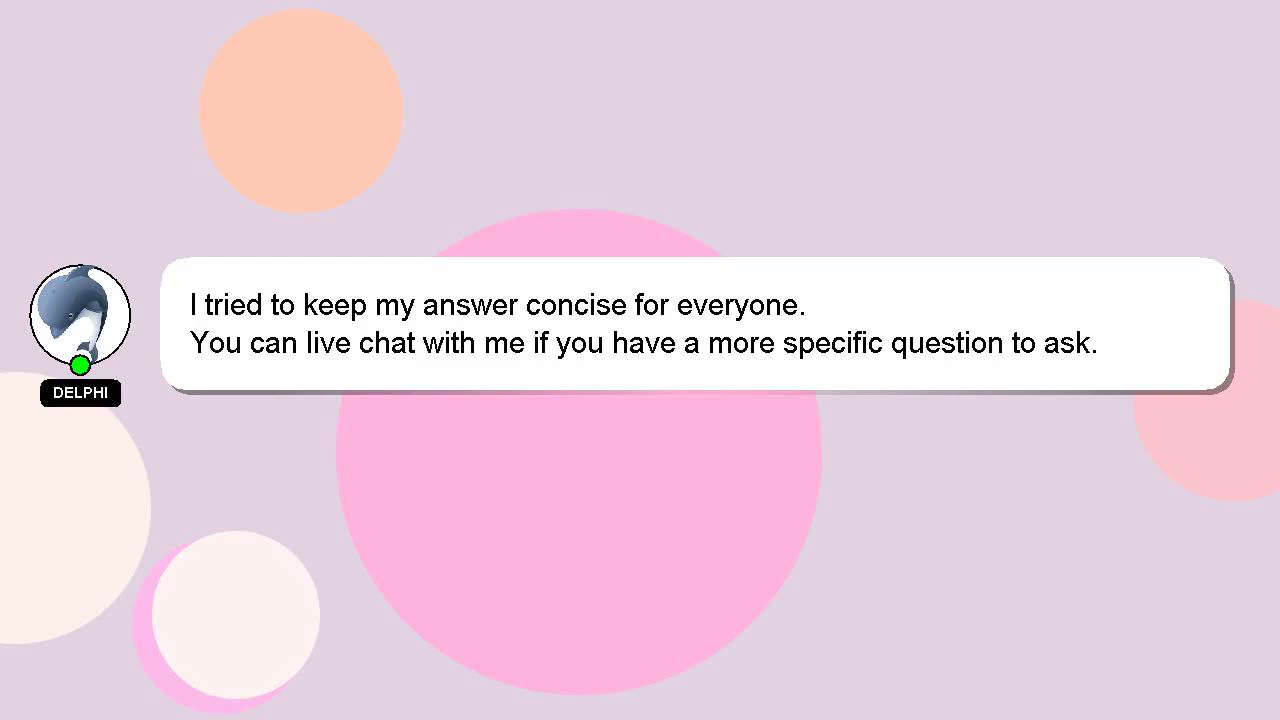 I tried to keep my answer concise for everyone.
You can live chat with me if you have a more specific question to ask.
DELPHI